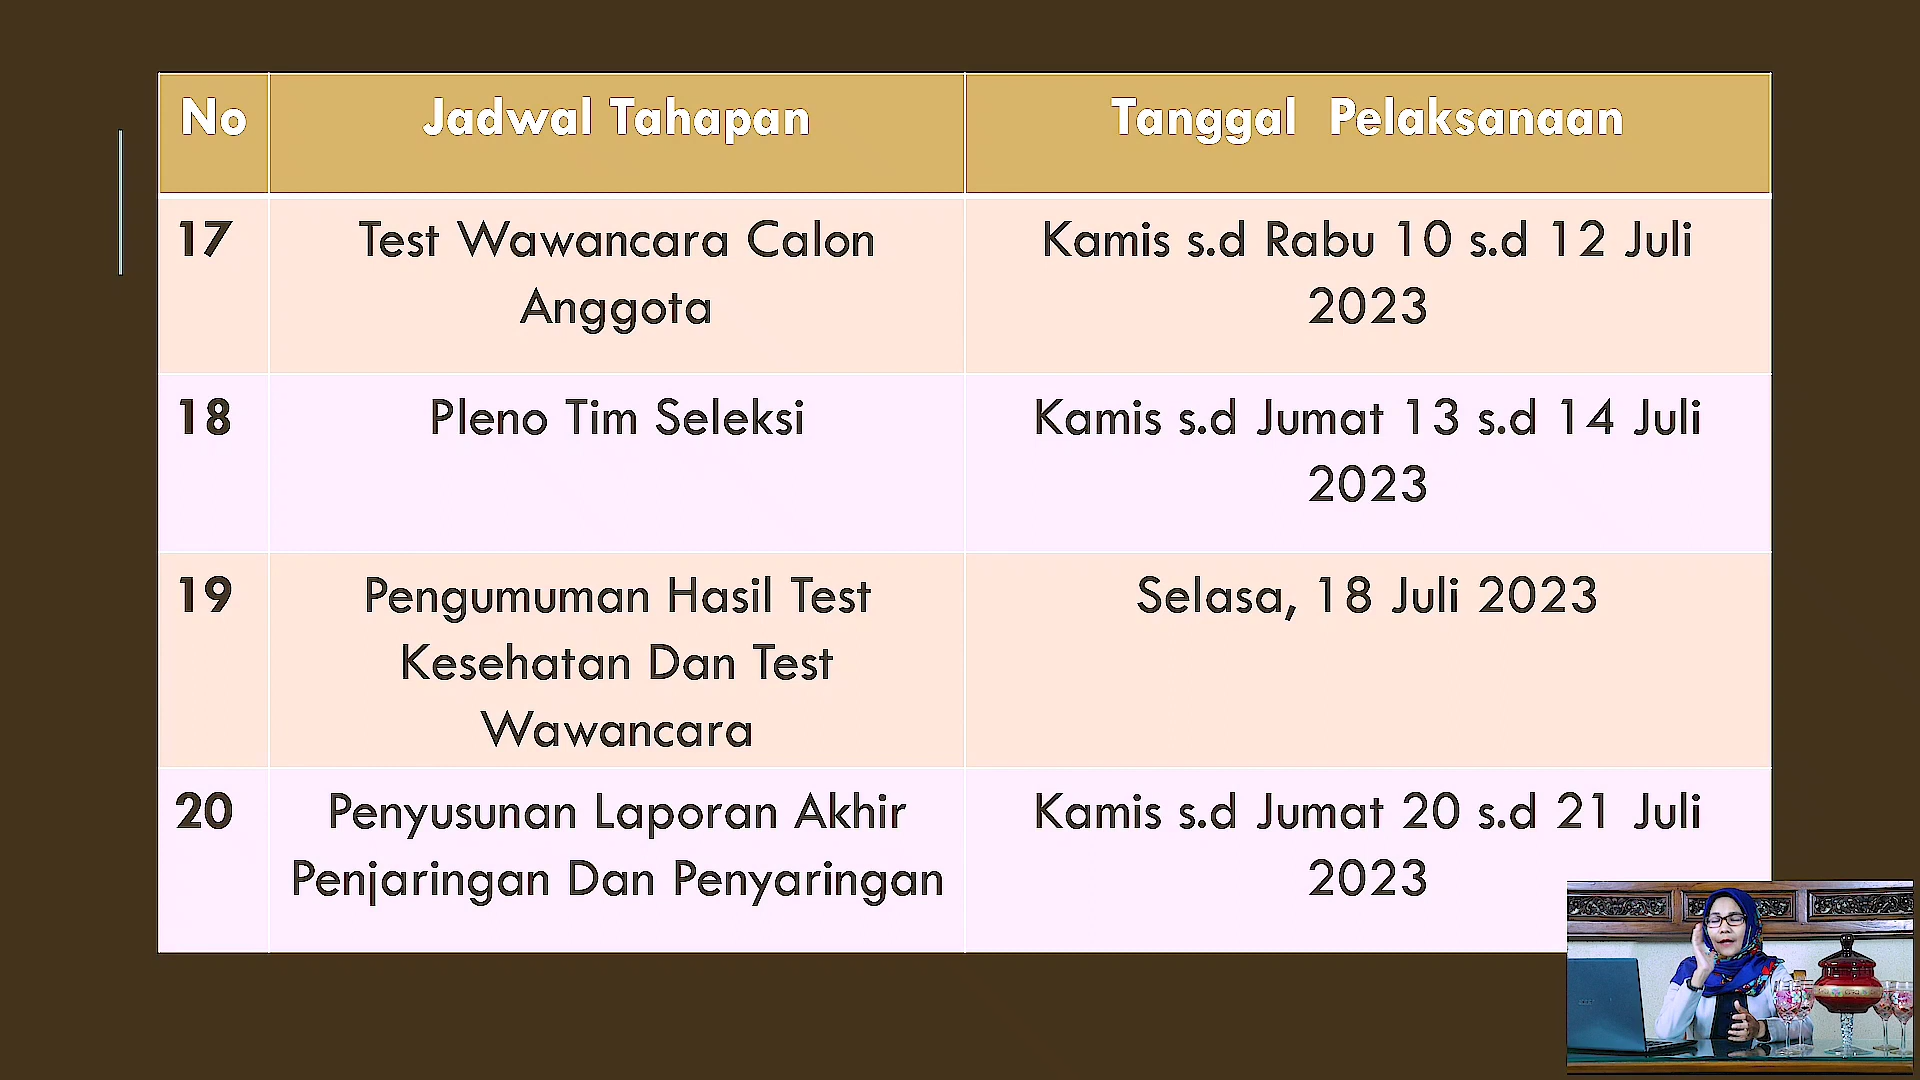 No Jadwal Tahapan Tanggal Pelaksanaan
17 Test Wawancara Calon Kamis s.d Rabu 10 s.d 12 Juli
Anggota 2023
18 Pleno Tim Seleksi Kamis s.d Jumat 13 s.d 14 Juli
2023
19 Pengumuman Hasil Test Selasa, 18 Juli 2023
Kesehatan Dan Test
Wawancara
20 Penyusunan Laporan Akhir Kamis s.d Jumat 20 s.d 21 Juli
Penjaringan Dan Penyaringan 2023